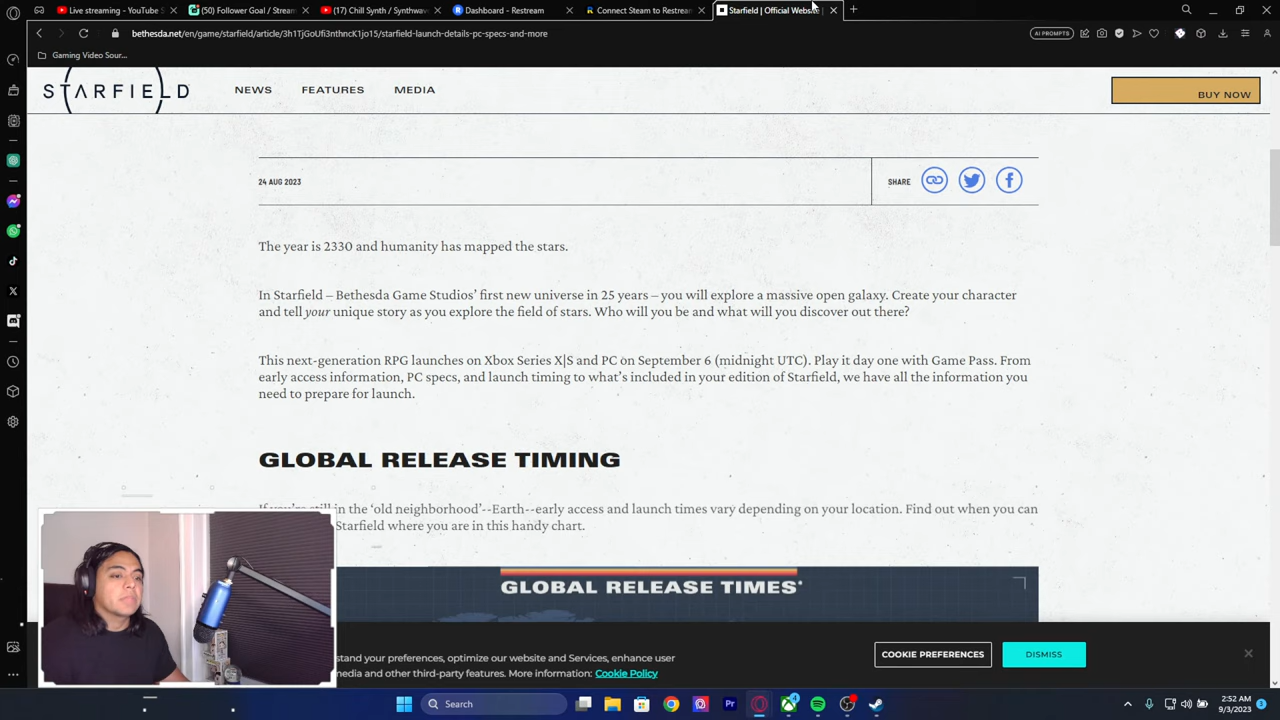 Live streaming - YouTube S
(50) Follower Goal / Stream
(17) Chill Synth / Synthwave
Dashboard - Restream
Connect Steam to Restream
Starfield | Official Website |
bethesda.net/en/game/starfield/article/3h1TjGoUfi3nthncK1jo15/starfield-launch-details-pc-specs-and-more
AI PROMPTS
Gaming Video Sour...
STARFIELD
NEWS
FEATURES
MEDIA
BUY NOW
24 AUG 2023
SHARE
The year is 2330 and humanity has mapped the stars.
In Starfield – Bethesda Game Studios’ first new universe in 25 years – you will explore a massive open galaxy. Create your character
and tell your unique story as you explore the field of stars. Who will you be and what will you discover out there?
This next-generation RPG launches on Xbox Series X|S and PC on September 6 (midnight UTC). Play it day one with Game Pass. From
early access information, PC specs, and launch timing to what’s included in your edition of Starfield, we have all the information you
need to prepare for launch.
GLOBAL RELEASE TIMING
If you’re still in the ‘old neighborhood’--Earth--early access and launch times vary depending on your location. Find out when you can
Starfield where you are in this handy chart.
GLOBAL RELEASE TIMES*
stand your preferences, optimize our website and Services, enhance user
media and other third-party features. More information: Cookie Policy
COOKIE PREFERENCES
DISMISS
Search
2:52 AM
9/3/2023